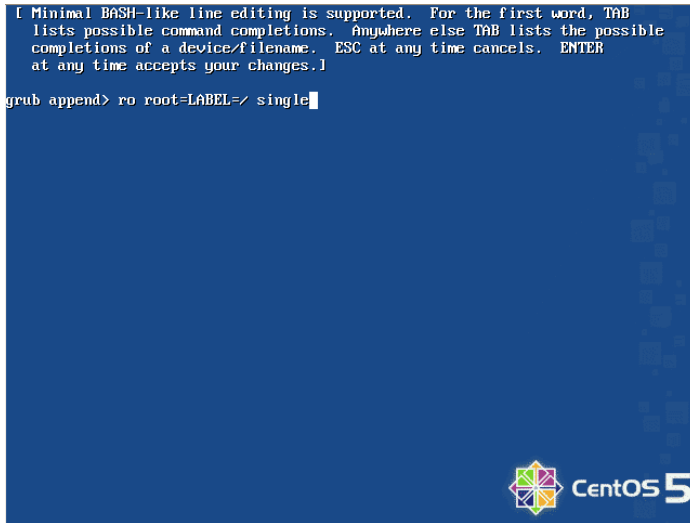 [ Minimal BASH-like line editing is supported.  For the first word, TAB
lists possible command completions.  Anywhere else TAB lists the possible
completions of a device/filename.  ESC at any time cancels.  ENTER
at any time accepts your changes.]
grub append> ro root=LABEL=/ single
CentOS 5